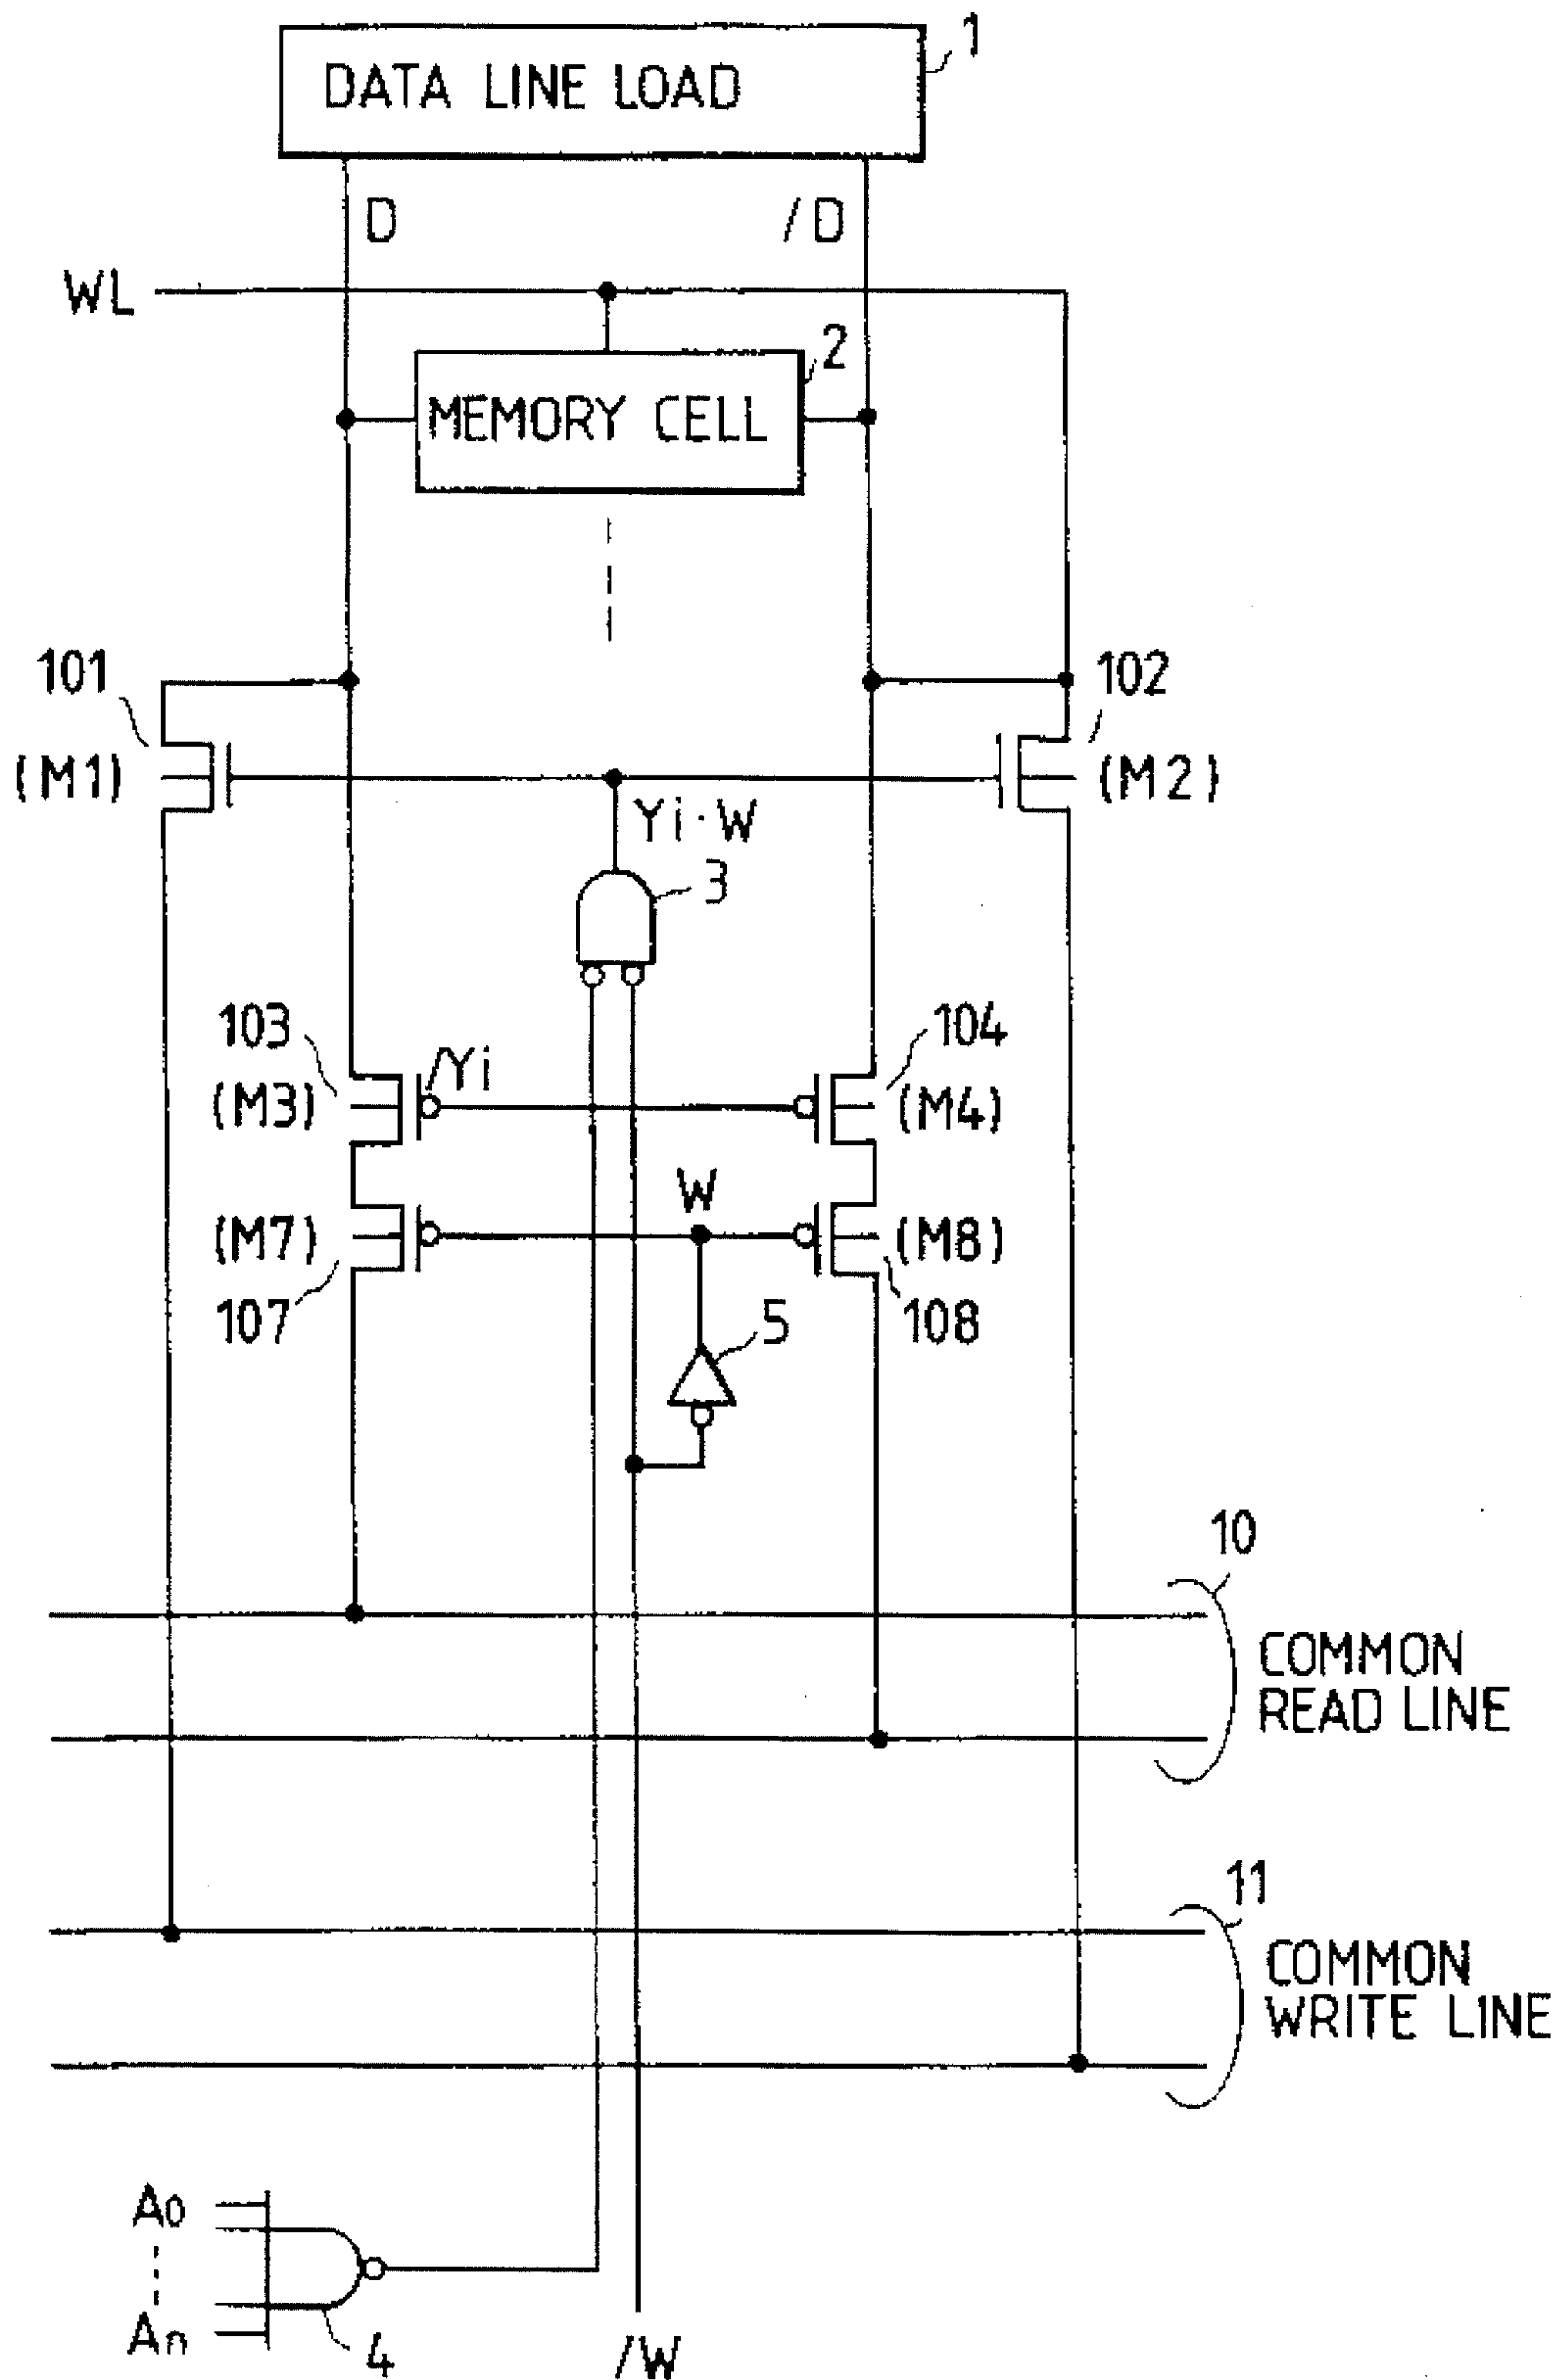 1
DATA LINE LOAD
D
/D
WL
2
MEMORY CELL
101
102
(M1)
(M2)
Yi·W
3
103
104
/Yi
(M3)
(M4)
W
(M7)
(M8)
107
5
108
10
COMMON
READ LINE
11
COMMON
WRITE LINE
A0
An
4
/W